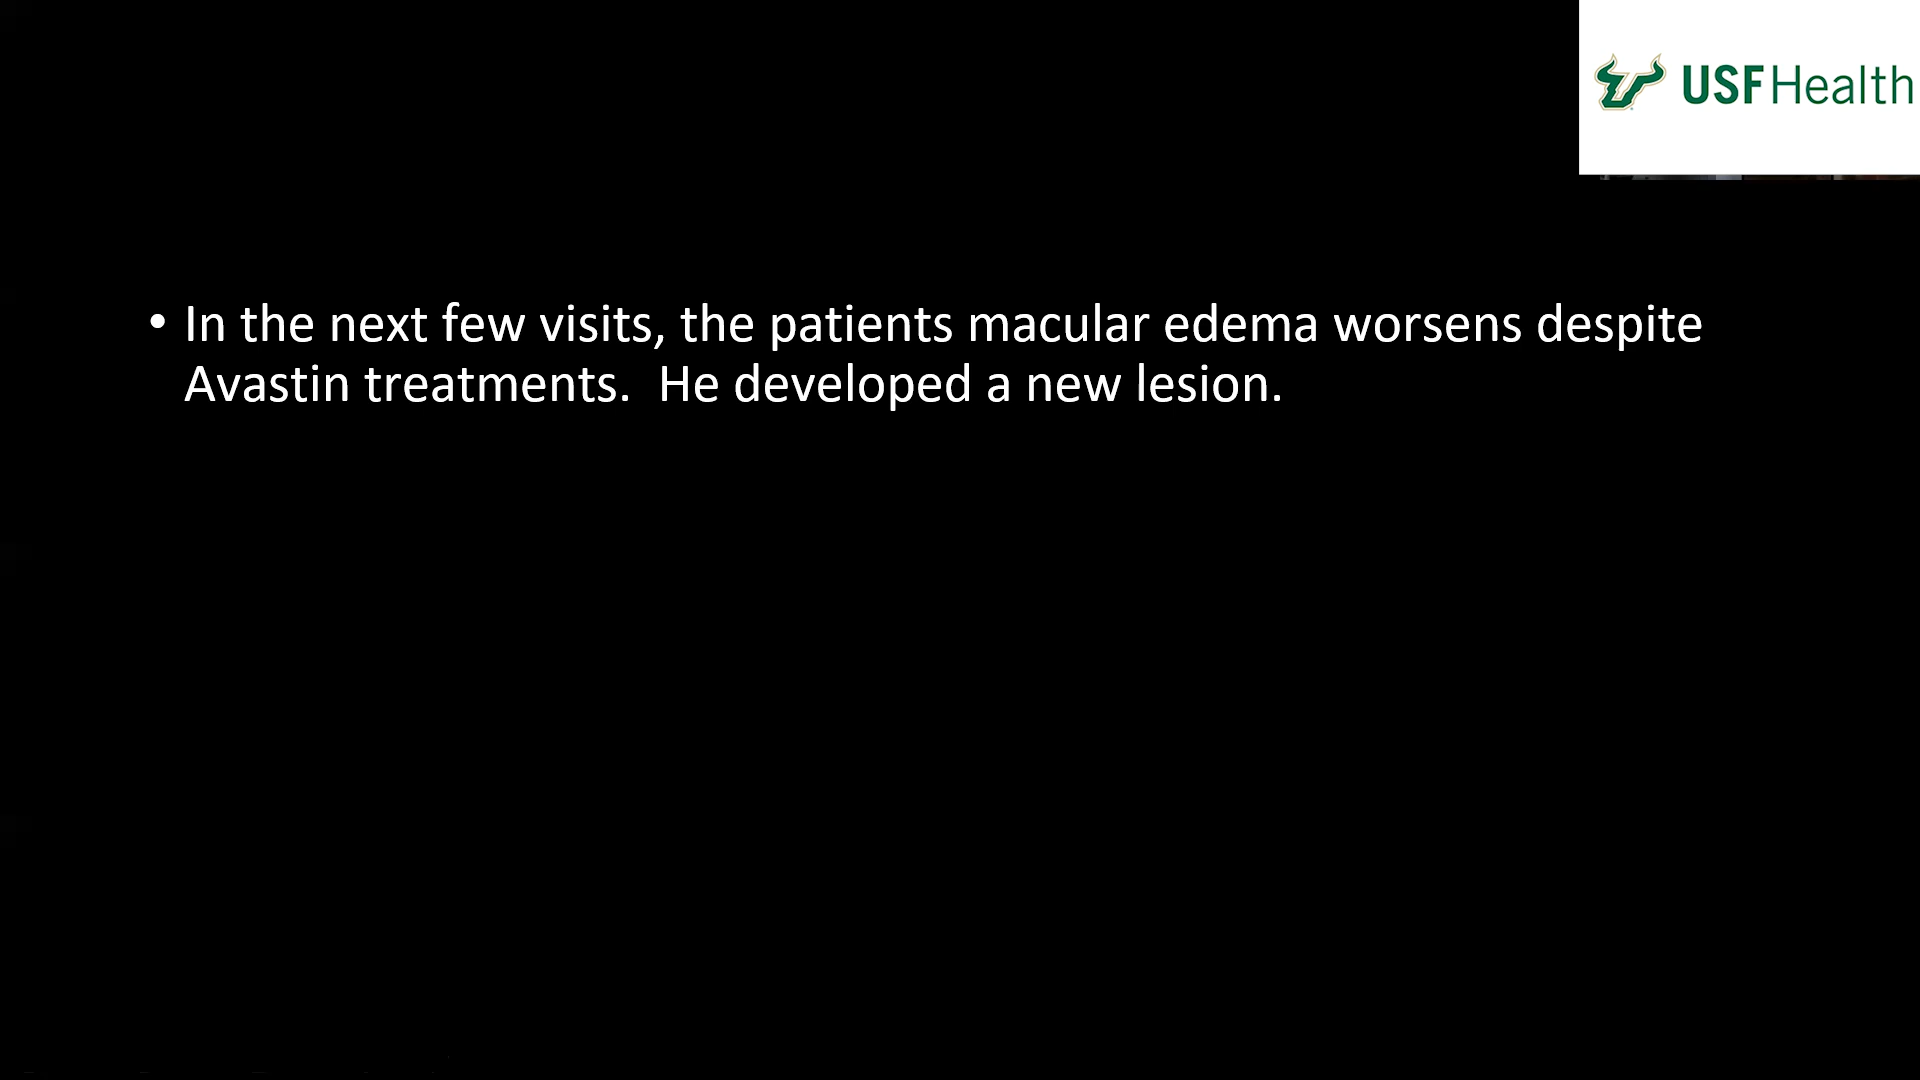 USFHealth
• In the next few visits, the patients macular edema worsens despite
Avastin treatments.  He developed a new lesion.